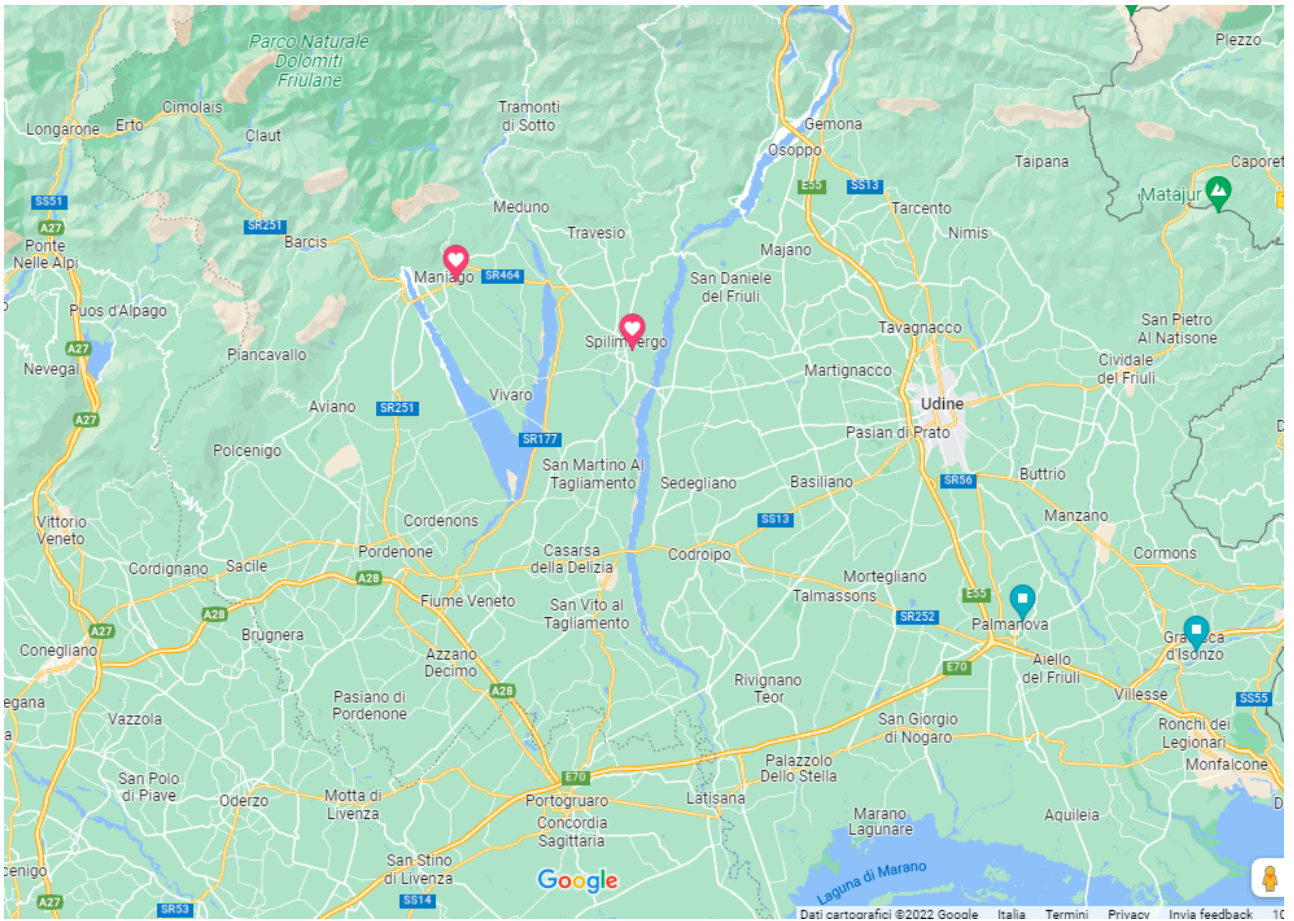 Parco Naturale
Dolomiti
Friulane
Plezzo
Cimolais
Tramonti
di Sotto
Longarone
Erto
Claut
Gemona
Osoppo
Taipana
Caporet
E55
SS13
Matajur
SS51
A27
Meduno
Tarcento
SR251
Barcis
Travesio
Nimis
Ponte
Nelle Alpi
Majano
Maniago
SR464
San Daniele
del Friuli
Puos d'Alpago
San Pietro
Al Natisone
Tavagnacco
Spilimbergo
A27
Piancavallo
Nevegal
Martignacco
Cividale
del Friuli
Vivaro
Aviano
SR251
Udine
A27
Pasian di Prato
SR177
Polcenigo
San Martino Al
Tagliamento
Sedegliano
Basiliano
Buttrio
SR56
Vittorio
Veneto
Cordenons
SS13
Manzano
Pordenone
Casarsa
della Delizia
Codroipo
Cormons
Cordignano
Sacile
A28
Mortegliano
Talmassons
E55
Fiume Veneto
San Vito al
Tagliamento
A28
SR252
Palmanova
A27
Brugnera
Gradisca
d'Isonzo
Conegliano
Azzano
Decimo
E70
Aiello
del Friuli
A28
Rivignano
Teor
Villesse
SS55
egana
Pasiano di
Pordenone
Vazzola
San Giorgio
di Nogaro
Ronchi dei
Legionari
a
Monfalcone
San Polo
di Piave
E70
Palazzolo
Dello Stella
Oderzo
Motta di
Livenza
Portogruaro
Latisana
Concordia
Sagittaria
Marano
Lagunare
Aquileia
San Stino
di Livenza
cenigo
Google
Laguna di Marano
A27
SR53
SS14
Dati cartografici ©2022 Google Italia Termini Privacy Invia feedback 10